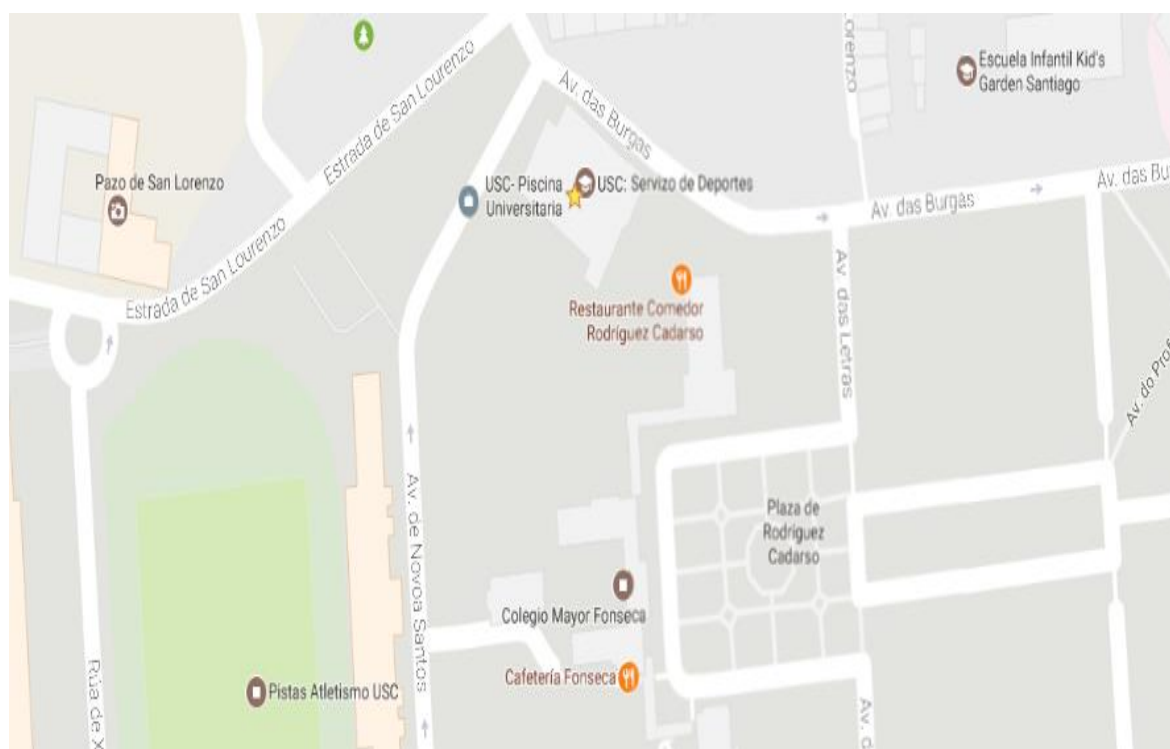 Escuela Infantil Kid's
Garden Santiago
Estrada de San Lourenzo
Av. das Burgas
Pazo de San Lorenzo
USC- Piscina
Universitaria
USC: Servizo de Deportes
Av. das Burgas
Av. das
Estrada de San Lourenzo
Restaurante Comedor
Rodríguez Cadarso
Av. das Letras
Av. do
Av. de Novoa Santos
Plaza de
Rodríguez
Cadarso
Colegio Mayor Fonseca
Cafetería Fonseca
Pistas Atletismo USC
Rúa de
Av.